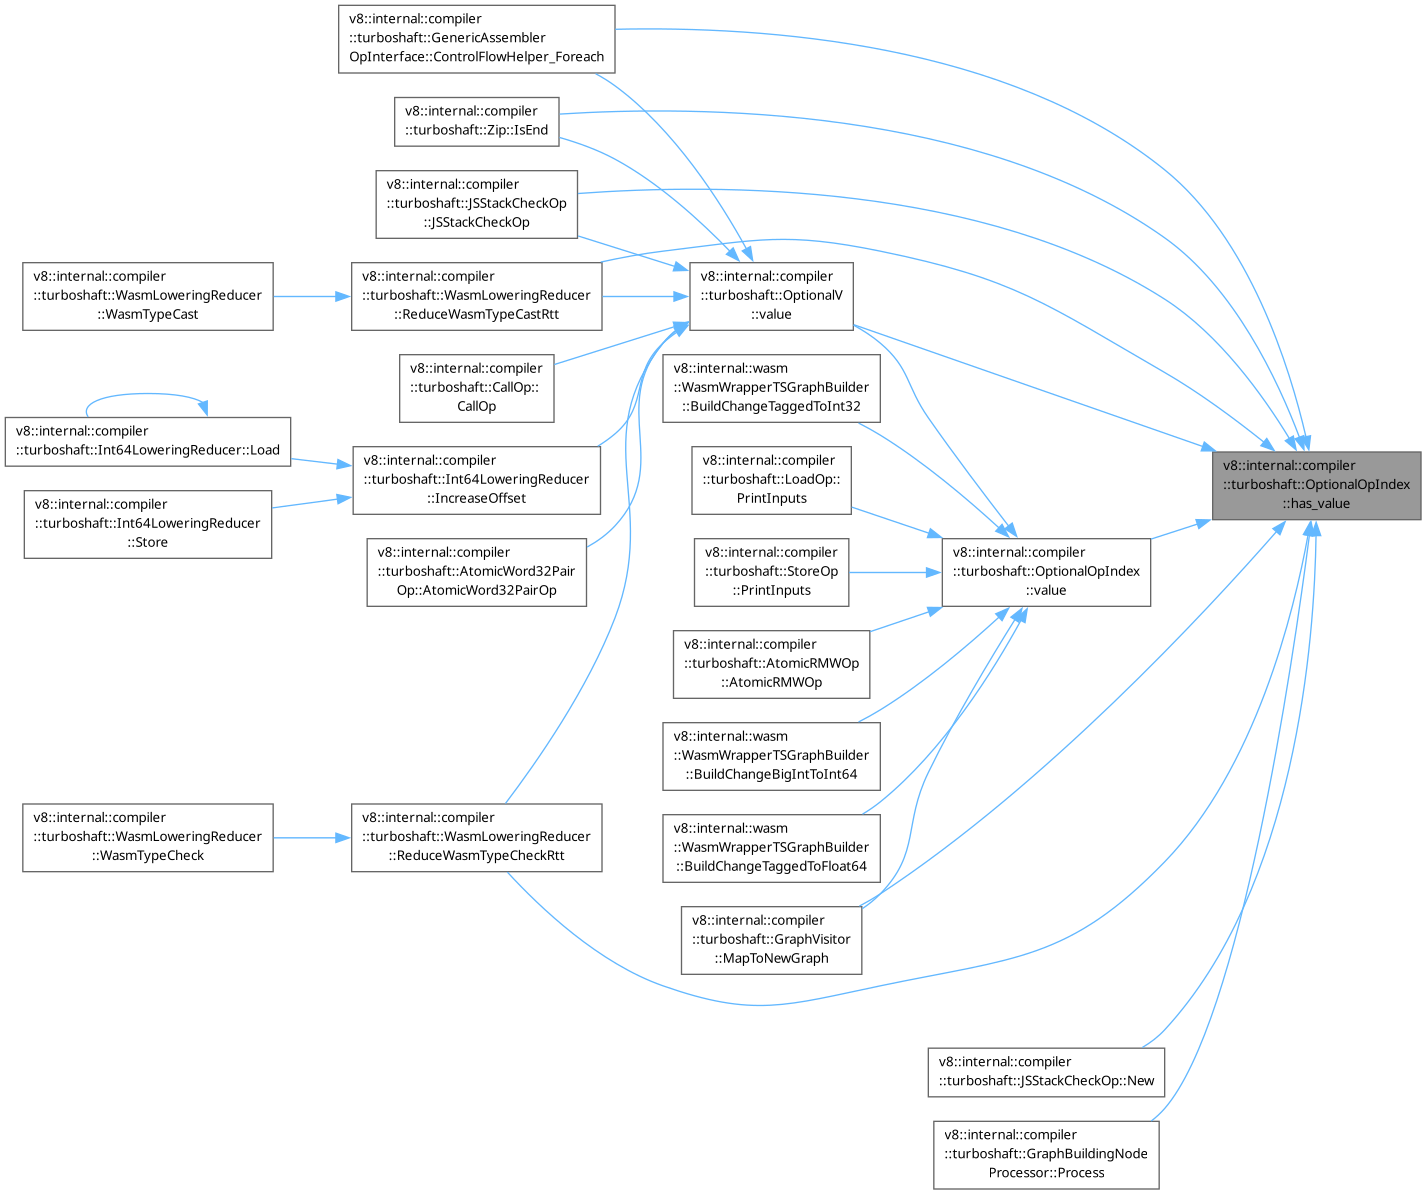 v8::internal::compiler
::turboshaft::GenericAssembler
OpInterface::ControlFlowHelper_Foreach
v8::internal::compiler
::turboshaft::Zip::IsEnd
v8::internal::compiler
::turboshaft::JSStackCheckOp
::JSStackCheckOp
v8::internal::compiler
::turboshaft::WasmLoweringReducer
::WasmTypeCast
v8::internal::compiler
::turboshaft::WasmLoweringReducer
::ReduceWasmTypeCastRtt
v8::internal::compiler
::turboshaft::OptionalV
::value
v8::internal::compiler
::turboshaft::CallOp::
CallOp
v8::internal::wasm
::WasmWrapperTSGraphBuilder
::BuildChangeTaggedToInt32
v8::internal::compiler
::turboshaft::Int64LoweringReducer::Load
v8::internal::compiler
::turboshaft::Int64LoweringReducer
::IncreaseOffset
v8::internal::compiler
::turboshaft::LoadOp::
PrintInputs
v8::internal::compiler
::turboshaft::OptionalOpIndex
::has_value
v8::internal::compiler
::turboshaft::Int64LoweringReducer
::Store
v8::internal::compiler
::turboshaft::AtomicWord32Pair
Op::AtomicWord32PairOp
v8::internal::compiler
::turboshaft::StoreOp
::PrintInputs
v8::internal::compiler
::turboshaft::OptionalOpIndex
::value
v8::internal::compiler
::turboshaft::AtomicRMWOp
::AtomicRMWOp
v8::internal::wasm
::WasmWrapperTSGraphBuilder
::BuildChangeBigIntToInt64
v8::internal::compiler
::turboshaft::WasmLoweringReducer
::WasmTypeCheck
v8::internal::compiler
::turboshaft::WasmLoweringReducer
::ReduceWasmTypeCheckRtt
v8::internal::wasm
::WasmWrapperTSGraphBuilder
::BuildChangeTaggedToFloat64
v8::internal::compiler
::turboshaft::GraphVisitor
::MapToNewGraph
v8::internal::compiler
::turboshaft::JSStackCheckOp::New
v8::internal::compiler
::turboshaft::GraphBuildingNode
Processor::Process